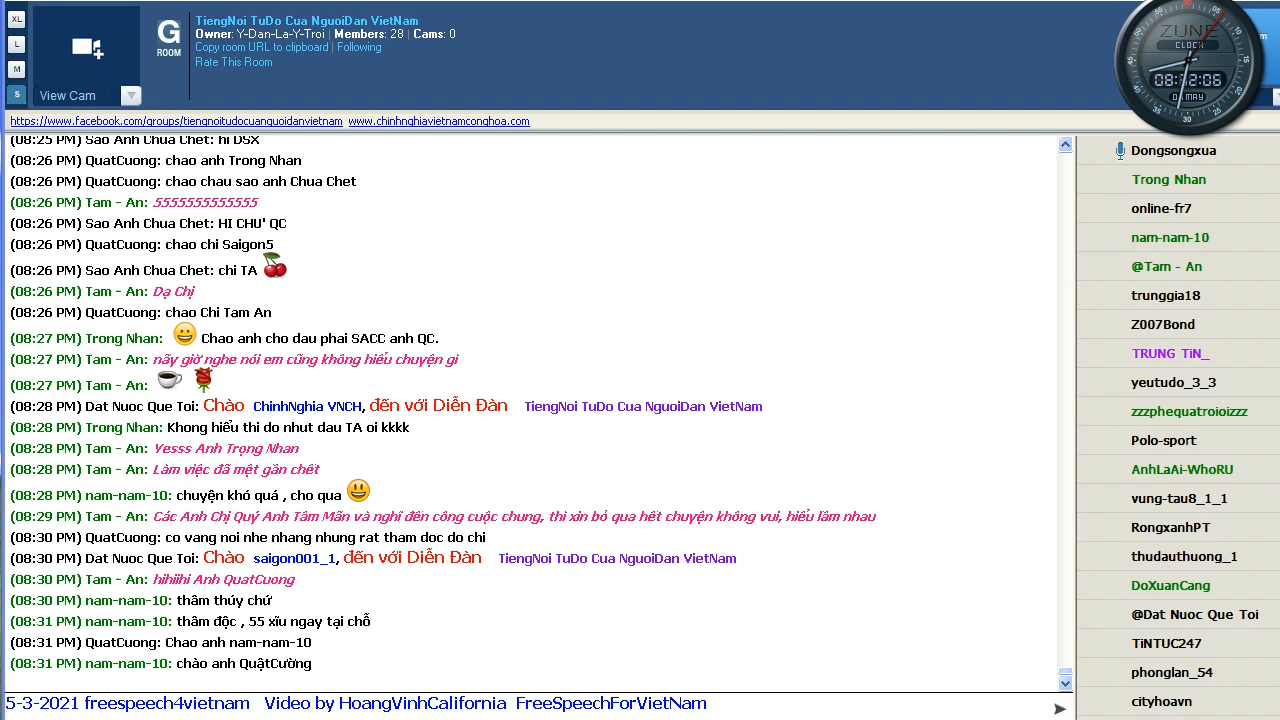 XL
L
M
S
View Cam
G
ROOM
TiengNoi TuDo Cua NguoiDan VietNam
Owner: Y-Dan-La-Y-Troi | Members: 28 | Cams: 0
Copy room URL to clipboard | Following
Rate This Room
ZUNE
CLOCK
https://www.facebook.com/groups/tiengnoitudocuanguoidanvietnam www.chinhnghiavietnamconghoa.com
(08:25 PM) Sao Anh Chua Chet: hi DSX
(08:26 PM) QuatCuong: chao anh Trong Nhan
(08:26 PM) QuatCuong: chao chau sao anh Chua Chet
(08:26 PM) Tam - An: 5555555555555
(08:26 PM) Sao Anh Chua Chet: HI CHU' QC
(08:26 PM) QuatCuong: chao chi Saigon5
(08:26 PM) Sao Anh Chua Chet: chi TA
(08:26 PM) Tam - An: Dạ Chị
(08:26 PM) QuatCuong: chao Chi Tam An
(08:27 PM) Trong Nhan: Chao anh cho dau phai SACC anh QC.
(08:27 PM) Tam - An: nãy giờ nghe nói em cũng không hiểu chuyện gì
(08:27 PM) Tam - An:
(08:28 PM) Dat Nuoc Que Toi: Chào ChinhNghia VNCH, đến với Diễn Đàn TiengNoi TuDo Cua NguoiDan VietNam
(08:28 PM) Trong Nhan: Khong hiểu thi do nhut dau TA oi kkkk
(08:28 PM) Tam - An: Yesss Anh Trọng Nhan
(08:28 PM) Tam - An: Làm việc đã mệt gần chết
(08:28 PM) nam-nam-10: chuyện khó quá , cho qua
(08:29 PM) Tam - An: Các Anh Chị Quý Anh Tâm Mãn và nghĩ đến công cuộc chung, thì xin bỏ qua hết chuyện không vui, hiểu lầm nhau
(08:30 PM) QuatCuong: co vang noi nhe nhang nhung rat tham doc do chi
(08:30 PM) Dat Nuoc Que Toi: Chào saigon001_1, đến với Diễn Đàn TiengNoi TuDo Cua NguoiDan VietNam
(08:30 PM) Tam - An: hihiihi Anh QuatCuong
(08:30 PM) nam-nam-10: thâm thúy chứ
(08:31 PM) nam-nam-10: thâm độc , 55 xĩu ngay tại chỗ
(08:31 PM) QuatCuong: Chao anh nam-nam-10
(08:31 PM) nam-nam-10: chào anh QuậtCường
Dongsongxua
Trong Nhan
online-fr7
nam-nam-10
@Tam - An
trunggia18
Z007Bond
TRUNG TiN_
yeutudo_3_3
zzzphequatroioizzz
Polo-sport
AnhLaAi-WhoRU
vung-tau8_1_1
RongxanhPT
thudauthuong_1
DoXuanCang
@Dat Nuoc Que Toi
TiNTUC247
phonglan_54
cityhoavn
5-3-2021 freespeech4vietnam Video by HoangVinhCalifornia FreeSpeechForVietNam